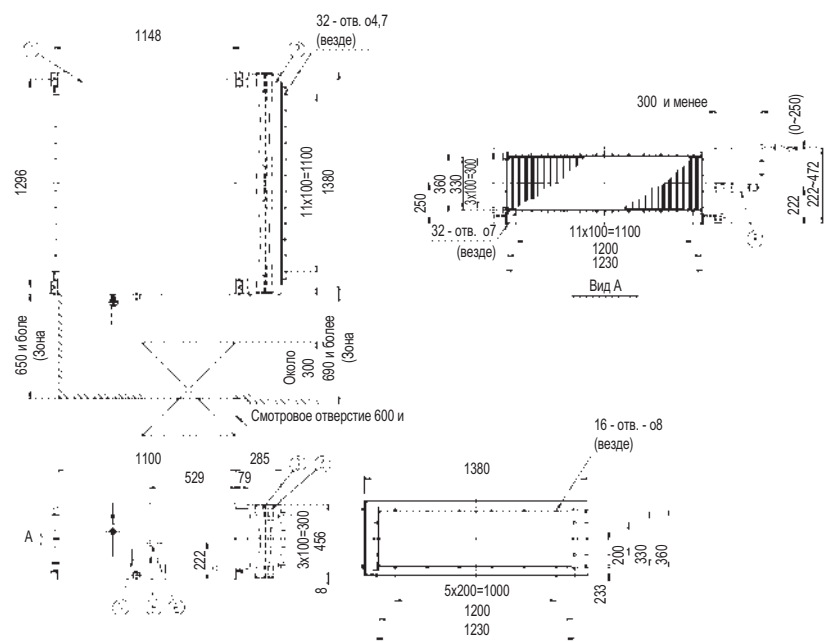 32 - отв. o4,7
(везде)
1148
1296
11x100=1100
1380
650 и боле
(Зона
Около
300
690 и более
(Зона
Смотровое отверстие 600 и
300 и менее
(0~250)
250
360
330
3x100=300
222
222~472
32 - отв. o7
(везде)
11x100=1100
1200
1230
Вид A
1100
285
529
79
A
222
3x100=300
456
8
16 - отв. - o8
(везде)
1380
5x200=1000
1200
1230
233
200
330
360